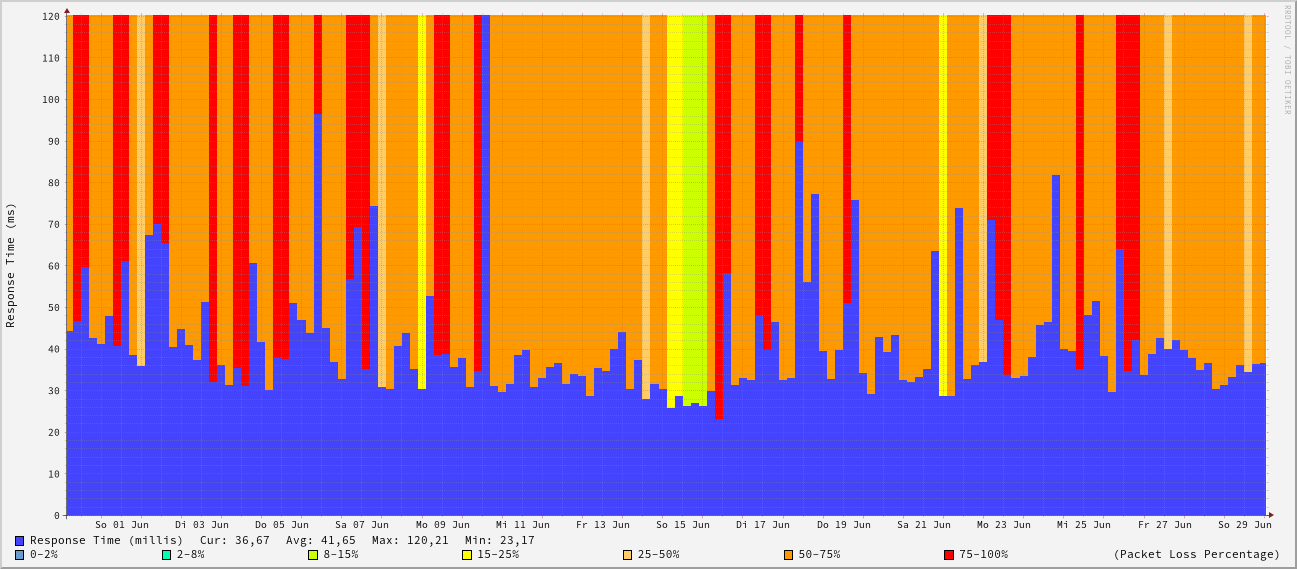 RRDTOOL / TOBI OETIKER
Response Time (ms)
120
110
100
90
80
70
60
50
40
30
20
10
0
So 01 Jun Di 03 Jun Do 05 Jun Sa 07 Jun Mo 09 Jun Mi 11 Jun Fr 13 Jun So 15 Jun Di 17 Jun Do 19 Jun Sa 21 Jun Mo 23 Jun Mi 25 Jun Fr 27 Jun So 29 Jun
Response Time (millis) Cur: 36,67 Avg: 41,65 Max: 120,21 Min: 23,17
0-2% 2-8% 8-15% 15-25% 25-50% 50-75% 75-100% (Packet Loss Percentage)